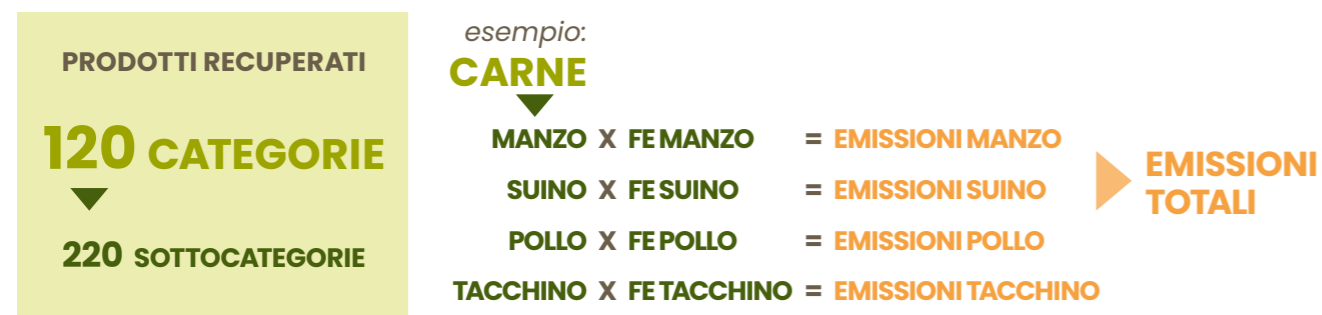 PRODOTTI RECUPERATI
120 CATEGORIE
220 SOTTOCATEGORIE
esempio:
CARNE
MANZO X FE MANZO = EMISSIONI MANZO
SUINO X FE SUINO = EMISSIONI SUINO
POLLO X FE POLLO = EMISSIONI POLLO
TACCHINO X FE TACCHINO = EMISSIONI TACCHINO
EMISSIONI
TOTALI